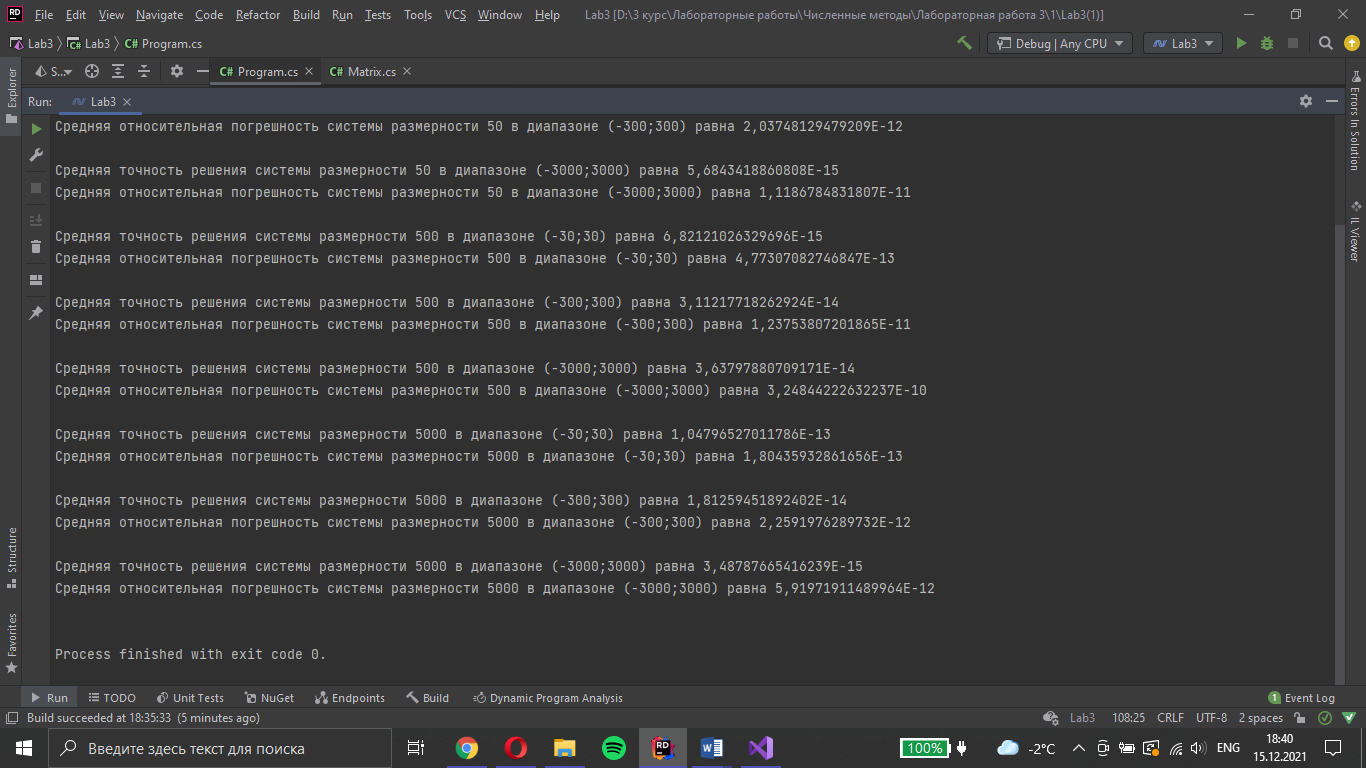 File Edit View Navigate Code Refactor Build Run Tests Tools VCS Window Help Lab3 [D:\3 курс\Лабораторные работы\Численные методы\Лабораторная работа 3\1\Lab3(1)]
Lab3 Lab3 C# Program.cs Debug | Any CPU Lab3
Explorer
S... C# Program.cs C# Matrix.cs
Errors In Solution
IL Viewer
Run: Lab3
Средняя относительная погрешность системы размерности 50 в диапазоне (-300;300) равна 2,03748129479209E-12
Средняя точность решения системы размерности 50 в диапазоне (-3000;3000) равна 5,6843418860808E-15
Средняя относительная погрешность системы размерности 50 в диапазоне (-3000;3000) равна 1,1186784831807E-11
Средняя точность решения системы размерности 500 в диапазоне (-30;30) равна 6,82121026329696E-15
Средняя относительная погрешность системы размерности 500 в диапазоне (-30;30) равна 4,77307082746847E-13
Средняя точность решения системы размерности 500 в диапазоне (-300;300) равна 3,11217718262924E-14
Средняя относительная погрешность системы размерности 500 в диапазоне (-300;300) равна 1,23753807201865E-11
Средняя точность решения системы размерности 500 в диапазоне (-3000;3000) равна 3,63797880709171E-14
Средняя относительная погрешность системы размерности 500 в диапазоне (-3000;3000) равна 3,24844222632237E-10
Средняя точность решения системы размерности 5000 в диапазоне (-30;30) равна 1,04796527011786E-13
Средняя относительная погрешность системы размерности 5000 в диапазоне (-30;30) равна 1,80435932861656E-13
Средняя точность решения системы размерности 5000 в диапазоне (-300;300) равна 1,81259451892402E-14
Средняя относительная погрешность системы размерности 5000 в диапазоне (-300;300) равна 2,2591976289732E-12
Средняя точность решения системы размерности 5000 в диапазоне (-3000;3000) равна 3,48787665416239E-15
Средняя относительная погрешность системы размерности 5000 в диапазоне (-3000;3000) равна 5,91971911489964E-12
Process finished with exit code 0.
Structure
Favorites
Run TODO Unit Tests NuGet Endpoints Build Dynamic Program Analysis 1 Event Log
Build succeeded at 18:35:33 (5 minutes ago) Lab3 108:25 CRLF UTF-8 2 spaces
Введите здесь текст для поиска 100% -2°C ENG 18:40
15.12.2021